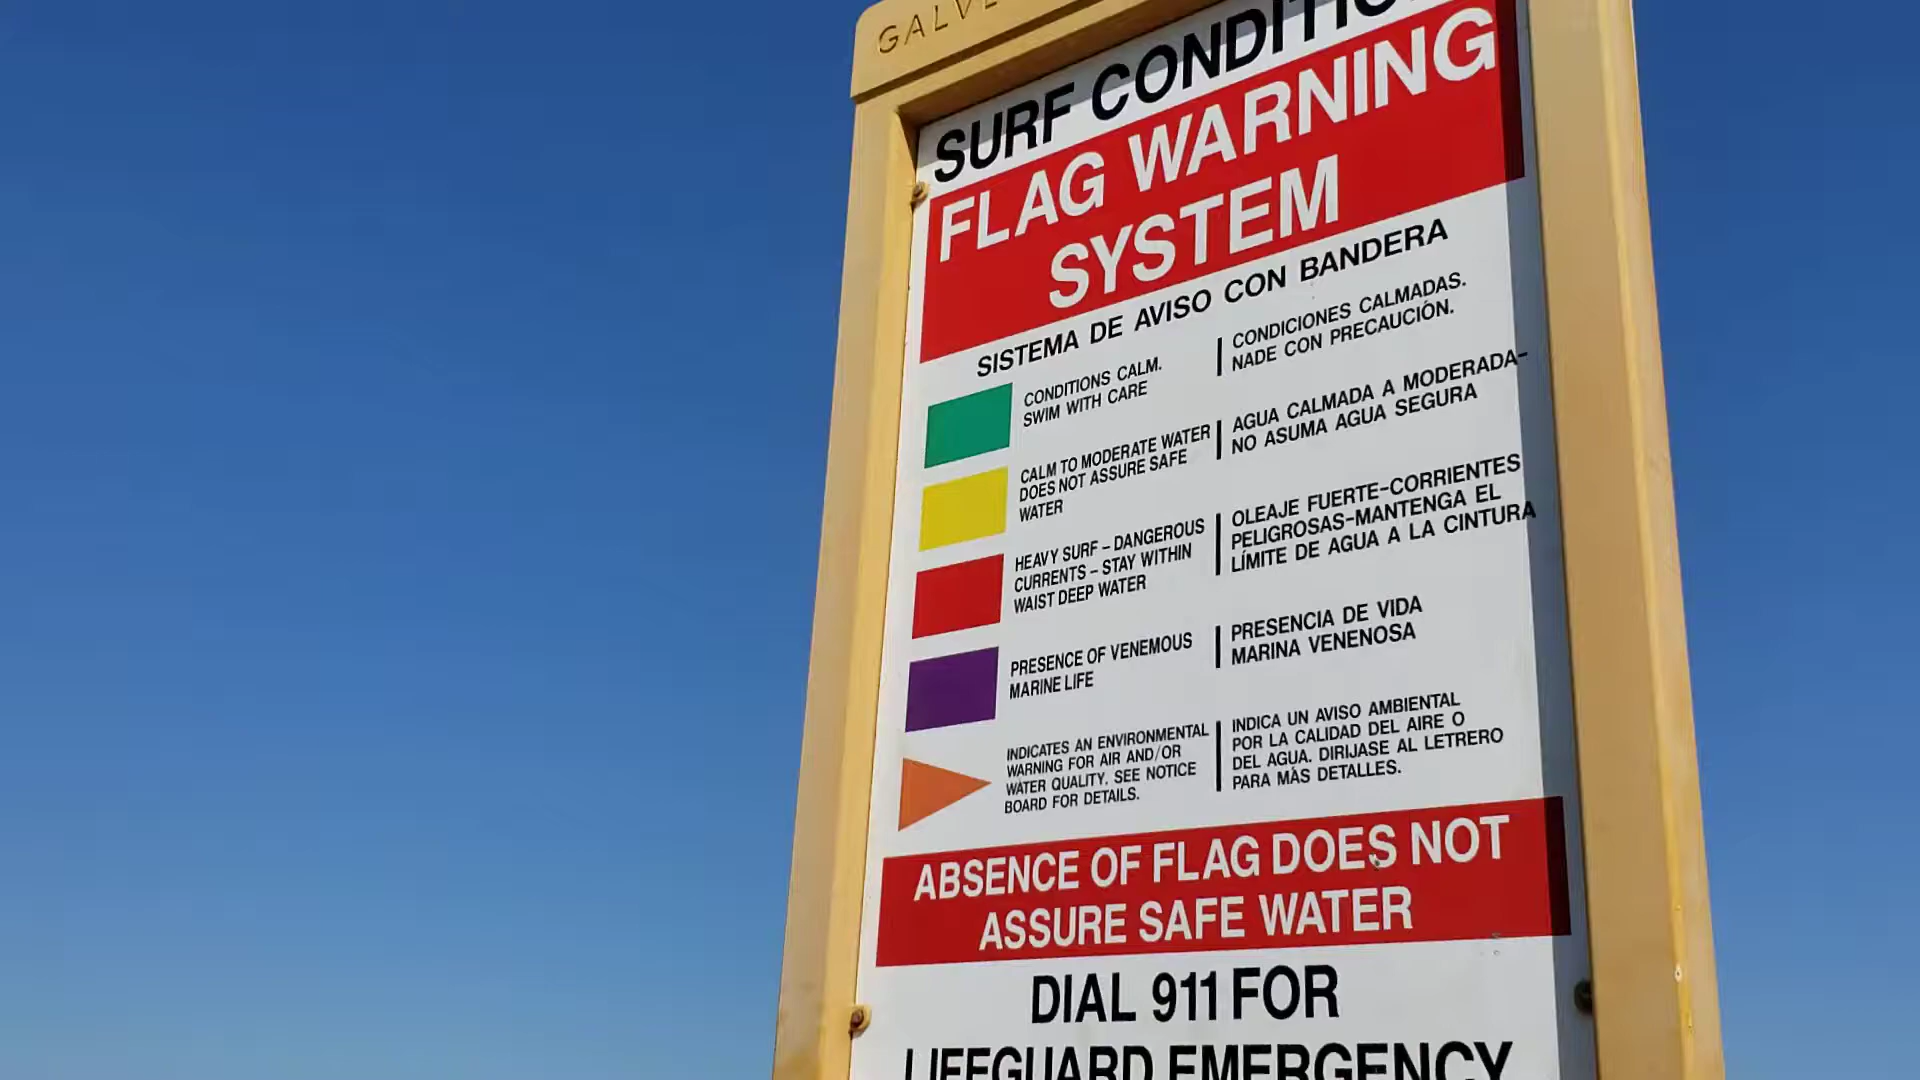 SURF
FLAG WARNING
SYSTEM
SISTEMA DE AVISO CON BANDERA
CONDITIONS CALM.
SWIM WITH CARE
CONDICIONES CALMADAS.
NADE CON PRECAUCIÓN.
CALM TO MODERATE WATER
DOES NOT ASSURE SAFE
WATER
AGUA CALMADA A MODERADA-
NO ASUMA AGUA SEGURA
HEAVY SURF – DANGEROUS
CURRENTS – STAY WITHIN
WAIST DEEP WATER
OLEAJE FUERTE-CORRIENTES
PELIGROSAS-MANTENGA EL
LÍMITE DE AGUA A LA CINTURA
PRESENCE OF VENEMOUS
MARINE LIFE
PRESENCIA DE VIDA
MARINA VENENOSA
INDICATES AN ENVIRONMENTAL
WARNING FOR AIR AND/OR
WATER QUALITY. SEE NOTICE
BOARD FOR DETAILS.
INDICA UN AVISO AMBIENTAL
POR LA CALIDAD DEL AIRE O
DEL AGUA. DIRIJASE AL LETRERO
PARA MÁS DETALLES.
ABSENCE OF FLAG DOES NOT
ASSURE SAFE WATER
DIAL 911 FOR
LIFEGUARD EMERGENCY